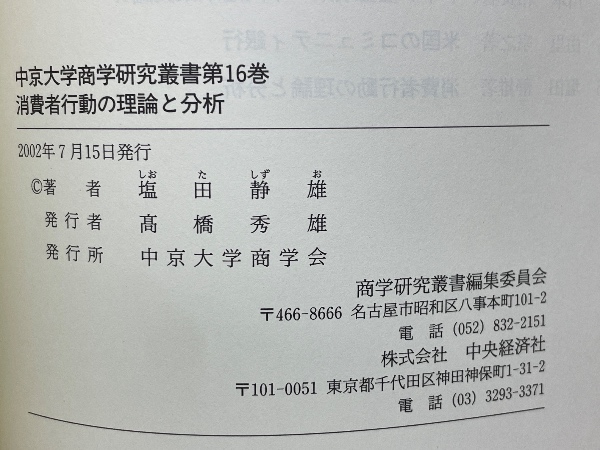 中京大学商学研究叢書第16巻
消費者行動の理論と分析
2002年7月15日発行
しお た しず お
©著者 塩田静雄
発行者 髙橋秀雄
発行所 中京大学商学会
商学研究叢書編集委員会
〒466-8666 名古屋市昭和区八事本町101-2
電話 (052) 832-2151
株式会社 中央経済社
〒101-0051 東京都千代田区神田神保町1-31-2
電話 (03) 3293-3371